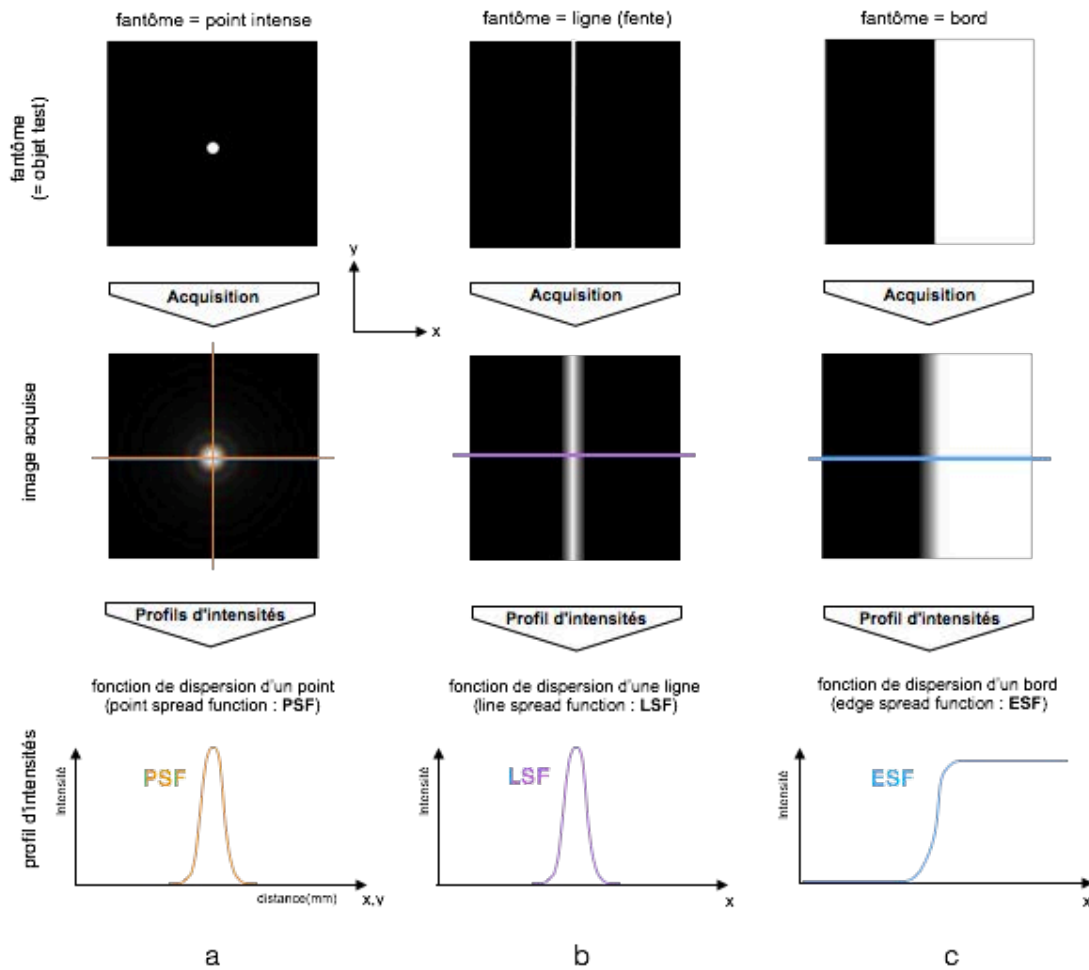 fantôme = point intense
fantôme = ligne (fente)
fantôme = bord
fantôme
(= objet test)
y
x
Acquisition
Acquisition
Acquisition
image acquise
Profils d'intensités
Profil d'intensités
Profil d'intensités
fonction de dispersion d'un point
(point spread function : PSF)
fonction de dispersion d'une ligne
(line spread function : LSF)
fonction de dispersion d'un bord
(edge spread function : ESF)
profil d'intensités
Intensité
PSF
distance(mm)
x,y
Intensité
LSF
x
Intensité
ESF
x
a
b
c